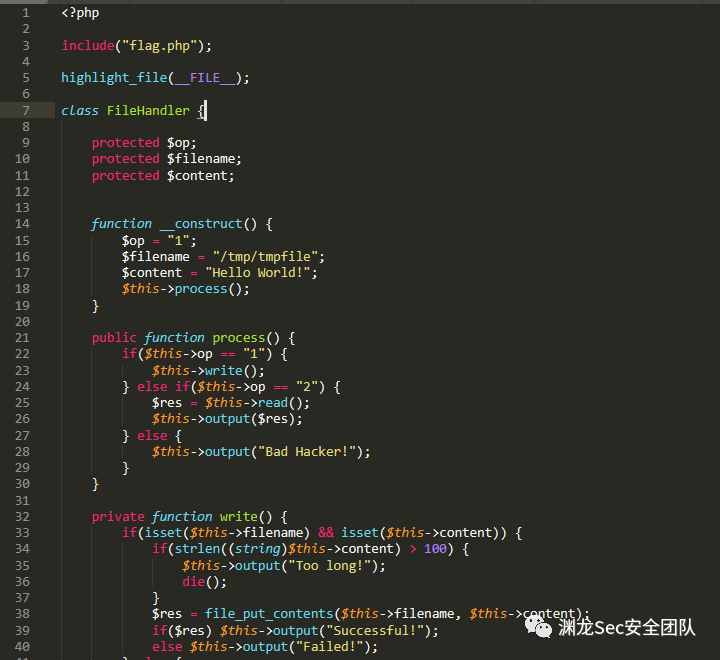 1 <?php
2
3 include("flag.php");
4
5 highlight_file(__FILE__);
6
7 class FileHandler {
8
9 protected $op;
10 protected $filename;
11 protected $content;
12
13
14 function __construct() {
15 $op = "1";
16 $filename = "/tmp/tmpfile";
17 $content = "Hello World!";
18 $this->process();
19 }
20
21 public function process() {
22 if($this->op == "1") {
23 $this->write();
24 } else if($this->op == "2") {
25 $res = $this->read();
26 $this->output($res);
27 } else {
28 $this->output("Bad Hacker!");
29 }
30 }
31
32 private function write() {
33 if(isset($this->filename) && isset($this->content)) {
34 if(strlen((string)$this->content) > 100) {
35 $this->output("Too long!");
36 die();
37 }
38 $res = file_put_contents($this->filename, $this->content);
39 if($res) $this->output("Successful!");
40 else $this->output("Failed!");
渊龙Sec安全团队